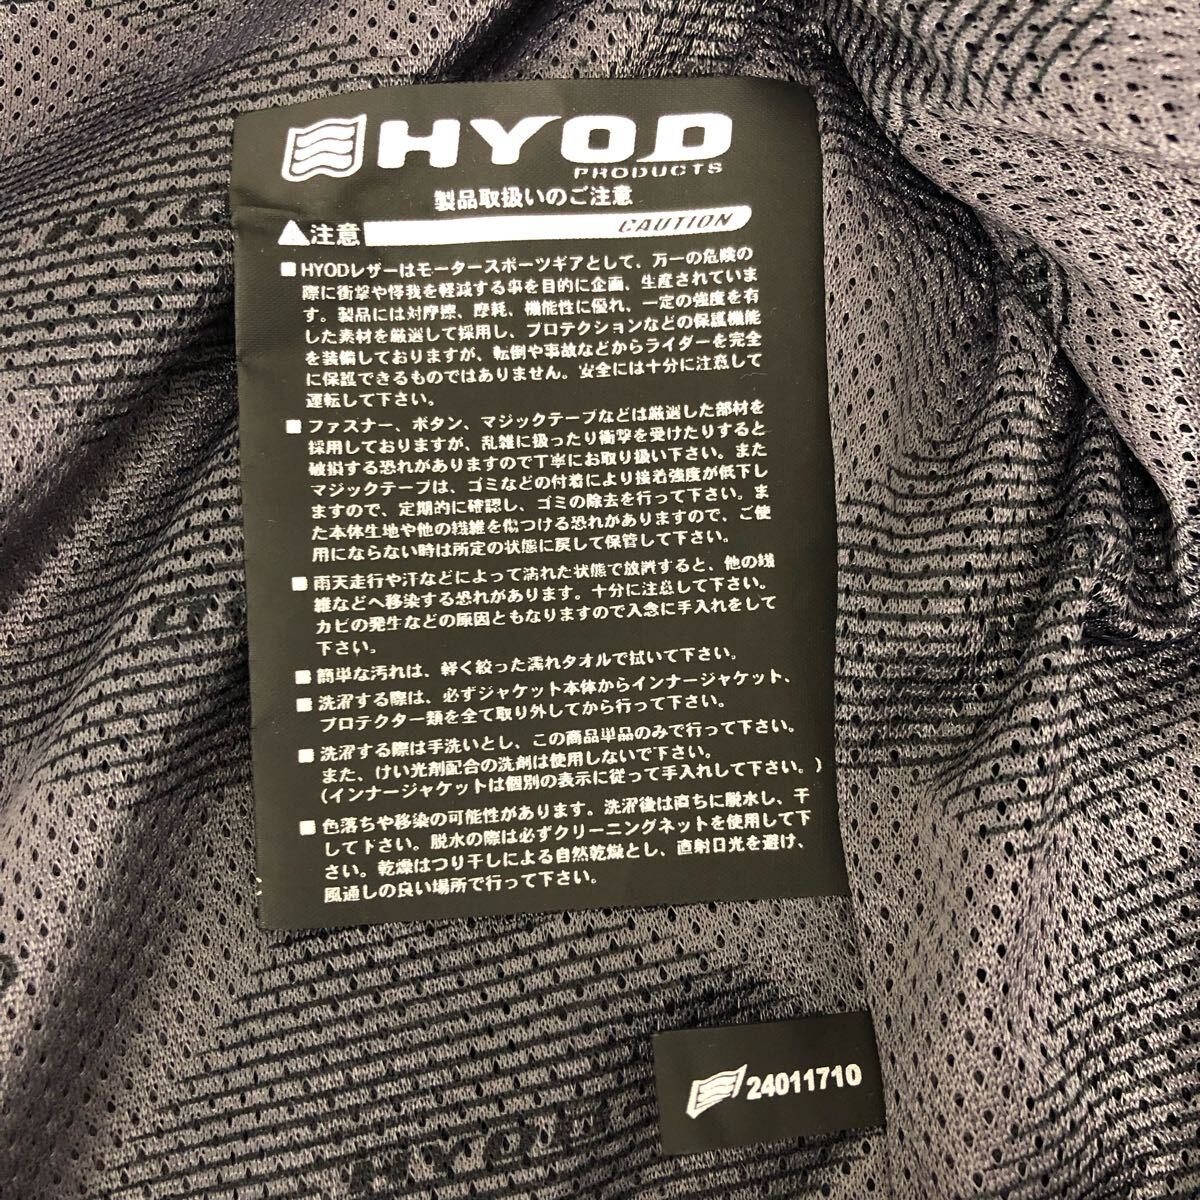 HYOD
PRODUCTS
製品取扱いのご注意
注意 CAUTION
■HYODレザーはモータースポーツギアとして、万一の危険の
際に衝撃や怪我を軽減する事を目的に企画、生産されていま
す。製品には対摩擦、摩耗、機能性に優れ、一定の強度を有
した素材を厳選して採用し、プロテクションなどの保護機能
を装備しておりますが、転倒や事故などからライダーを完全
に保護できるものではありません。安全には十分に注意して
運転して下さい。
■ファスナー、ボタン、マジックテープなどは厳選した部材を
採用しておりますが、乱雑に扱ったり衝撃を受けたりすると
破損する恐れがありますので丁寧にお取り扱い下さい。また
マジックテープは、ゴミなどの付着により接着強度が低下し
ますので、定期的に確認し、ゴミの除去を行って下さい。ま
た本体生地や他の繊維を傷つける恐れがありますので、ご使
用にならない時は所定の状態に戻して保管して下さい。
■雨天走行や汗などによって濡れた状態で放置すると、他の繊
維などへ移染する恐れがあります。十分に注意して下さい。
カビの発生などの原因ともなりますので入念に手入れをして
下さい。
■簡単な汚れは、軽く絞った濡れタオルで拭いて下さい。
■洗濯する際は、必ずジャケット本体からインナージャケット、
プロテクター類を全て取り外してから行って下さい。
■洗濯する際は手洗いとし、この商品単品のみで行って下さい。
また、けい光剤配合の洗剤は使用しないで下さい。
(インナージャケットは個別の表示に従って手入れして下さい。)
■色落ちや移染の可能性があります。洗濯後は直ちに脱水し、干
して下さい。脱水の際は必ずクリーニングネットを使用して下
さい。乾燥はつり干しによる自然乾燥とし、直射日光を避け、
風通しの良い場所で行って下さい。
24011710
HYOD